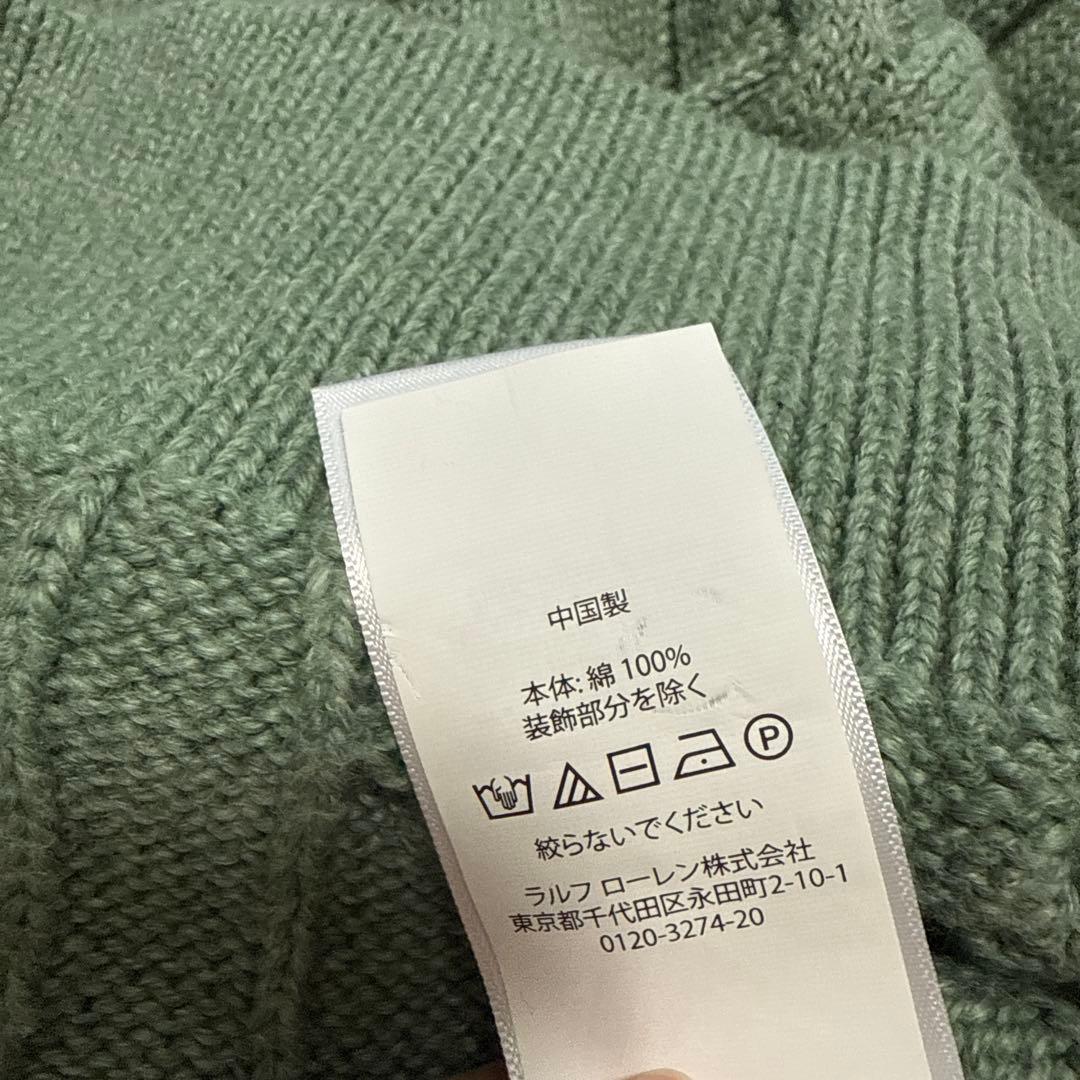 中国製
本体: 綿 100%
装飾部分を除く
P
絞らないでください
ラルフ ローレン株式会社
東京都千代田区永田町2-10-1
0120-3274-20